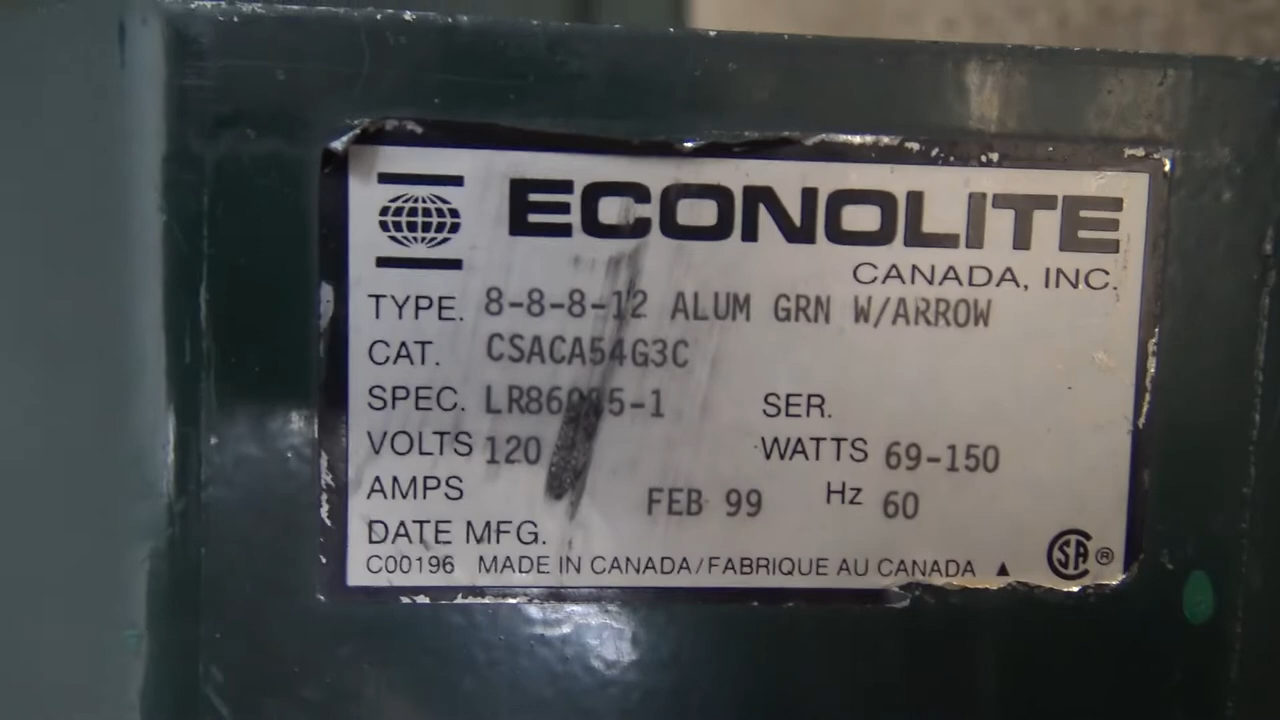 ECONOLITE
CANADA, INC.
TYPE. 8-8-8-12 ALUM GRN W/ARROW
CAT. CSACA54G3C
SPEC. SER.
VOLTS 120 WATTS 69-150
AMPS FEB 99 Hz 60
DATE MFG.
C00196 MADE IN CANADA/FABRIQUE AU CANADA ▲ SA ®